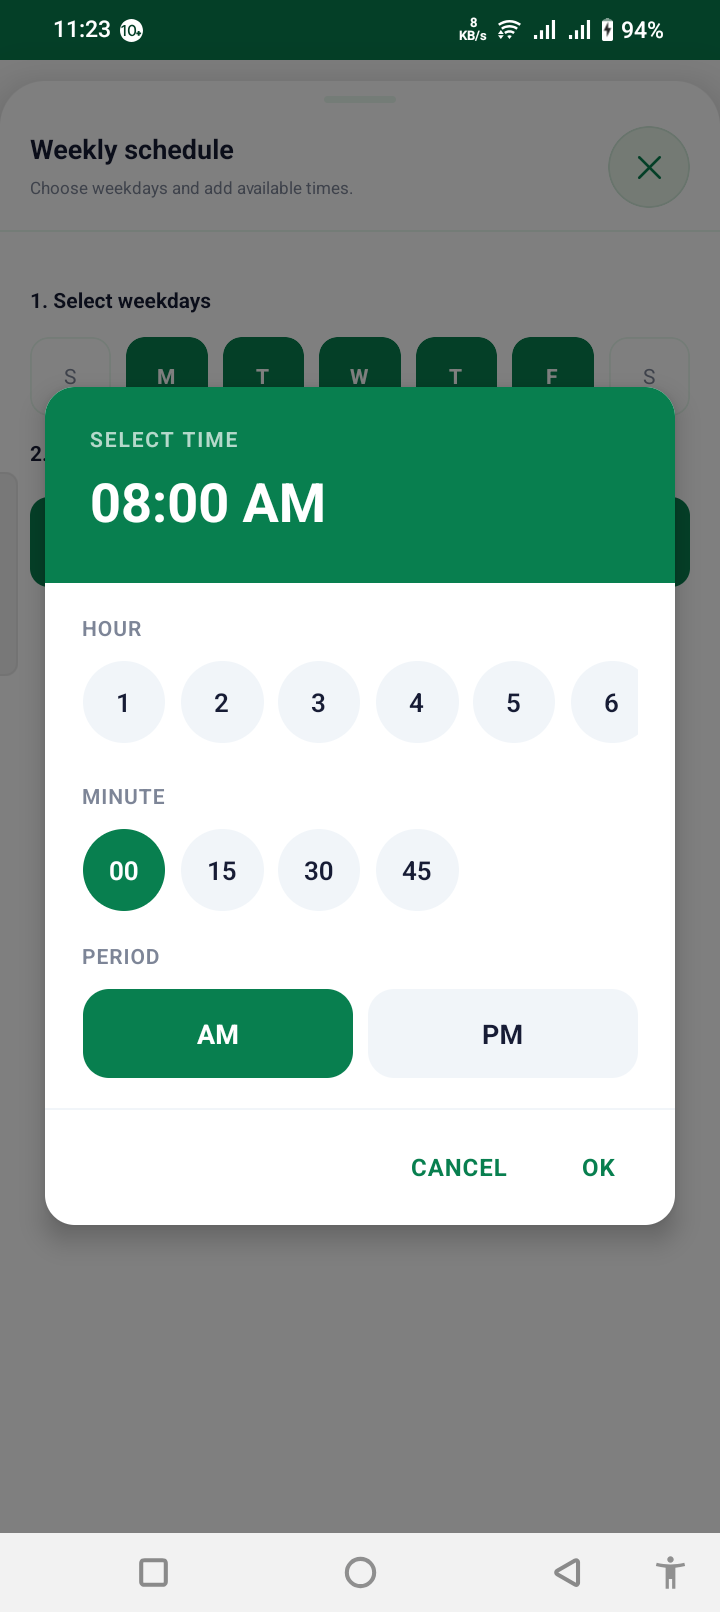 11:23 10. 8 KB/s 94%
Weekly schedule
Choose weekdays and add available times.
1. Select weekdays
S M T W T F S
2.
SELECT TIME
08:00 AM
HOUR
1 2 3 4 5 6
MINUTE
00 15 30 45
PERIOD
AM PM
CANCEL OK